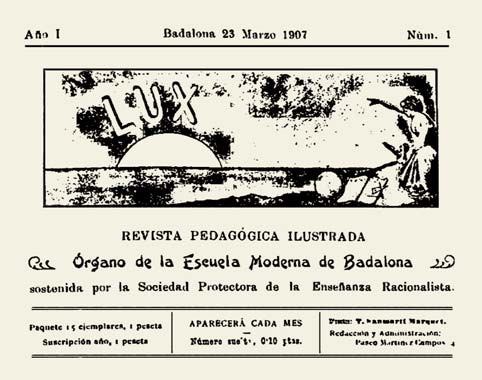 Año I Badalona 23 Marzo 1907 Núm. 1
LUX
REVISTA PEDAGÓGICA ILUSTRADA
Órgano de la Escuela Moderna de Badalona
sostenida por la Sociedad Protectora de la Enseñanza Racionalista.
Paquete 15 ejemplares, 1 peseta
Suscripción año, 1 peseta
APARECERÁ CADA MES
Número suelt., 0·10 ptas.
Redacción y Administración:
Paseo Martínez Campos, 4